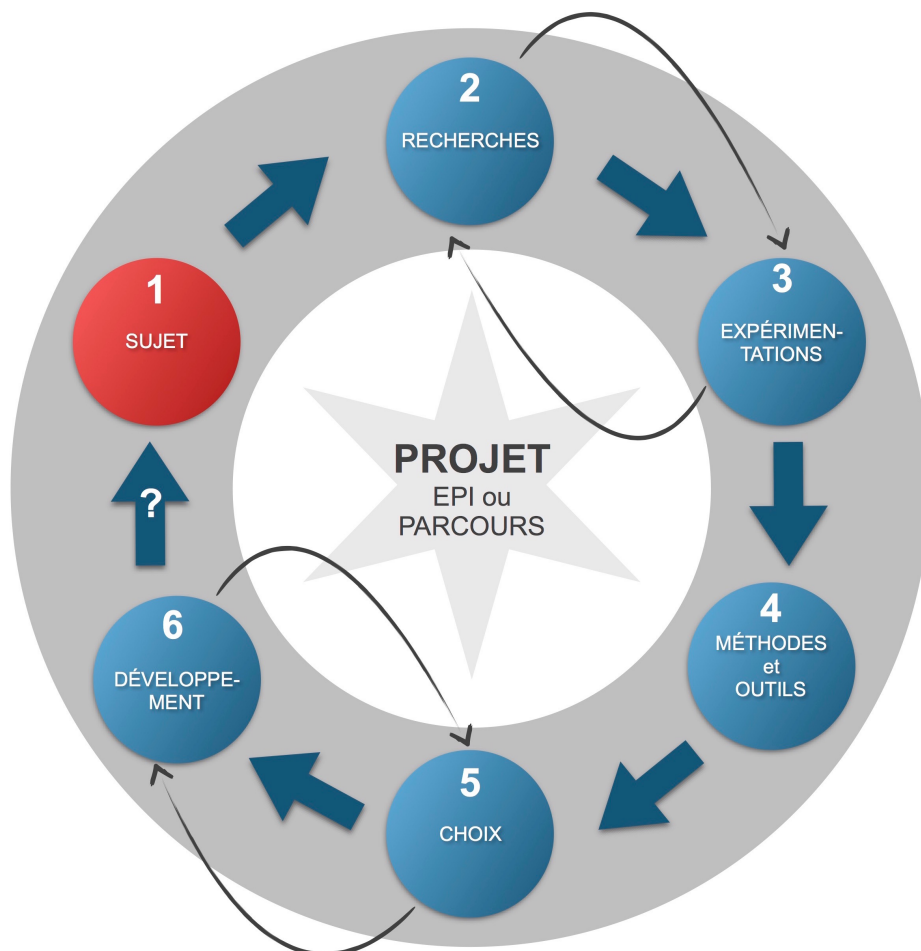 2
RECHERCHES
1
SUJET
3
EXPÉRIMEN-
TATIONS
PROJET
EPI ou
PARCOURS
?
6
DÉVELOPPE-
MENT
4
MÉTHODES
et
OUTILS
5
CHOIX